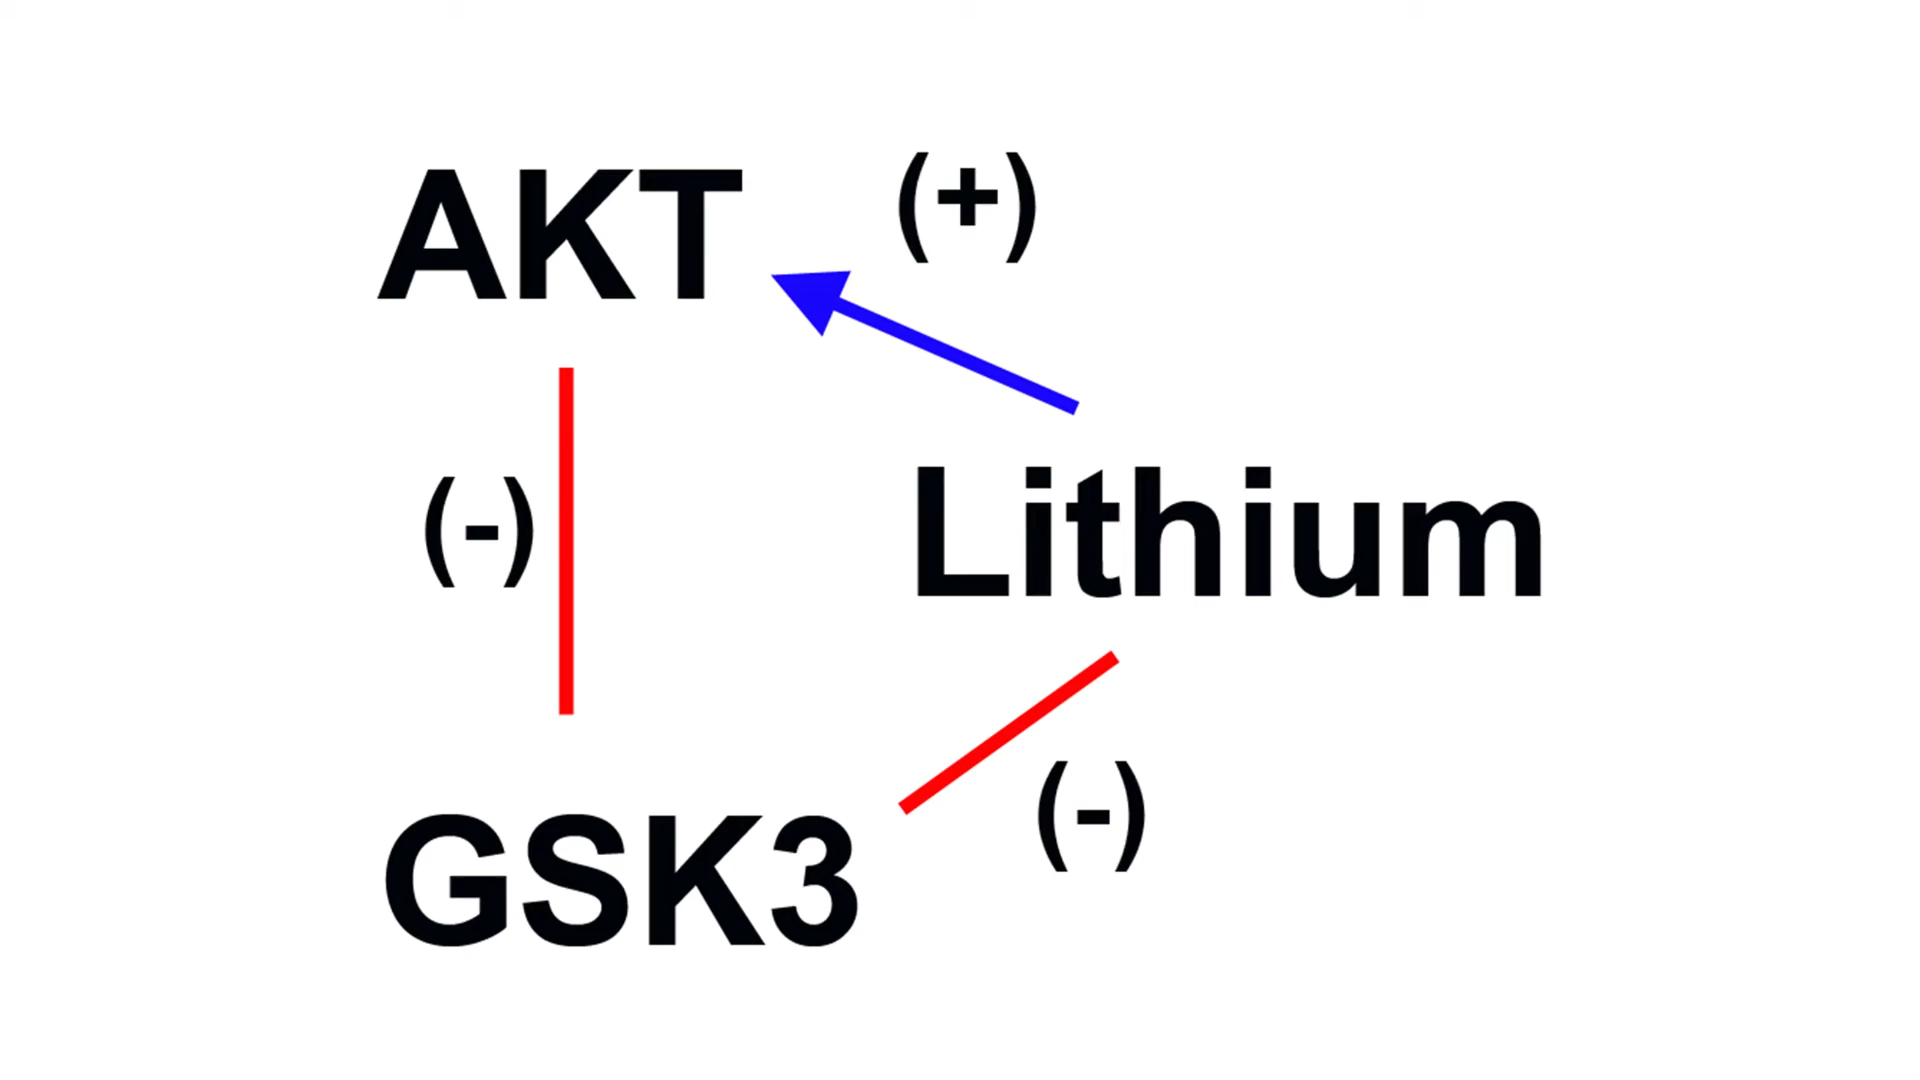 AKT
(+)
(-)
Lithium
(-)
GSK3